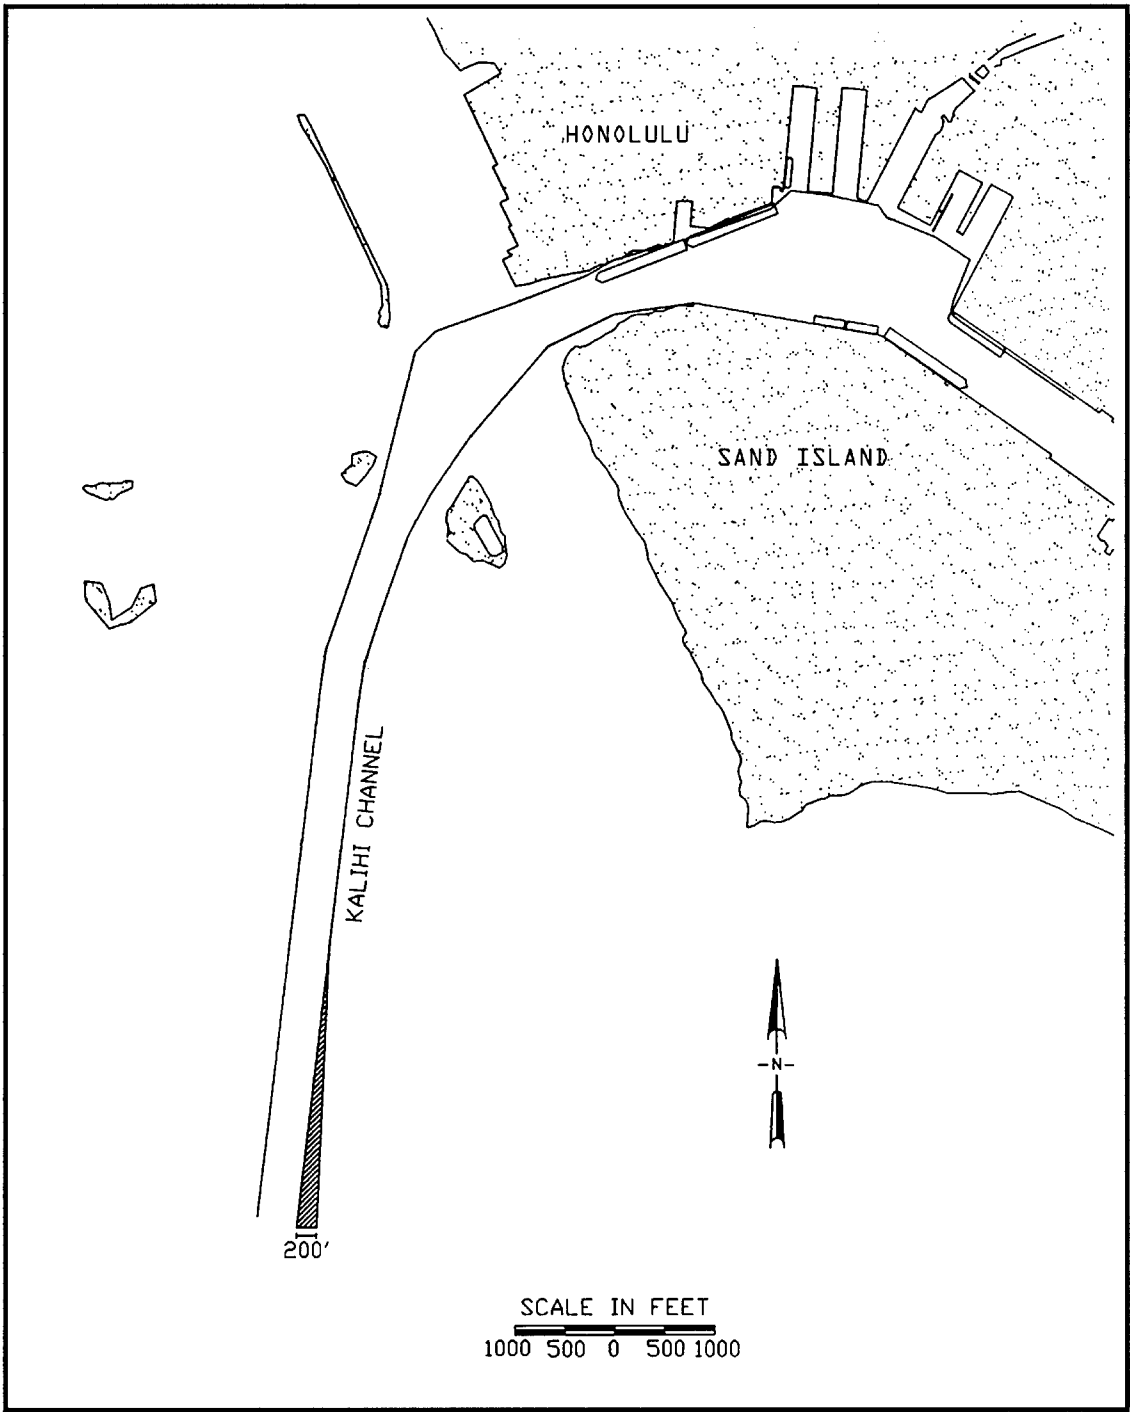 HONOLULU
SAND ISLAND
KALIHI CHANNEL
-N-
200'
SCALE IN FEET
1000 500 0 500 1000